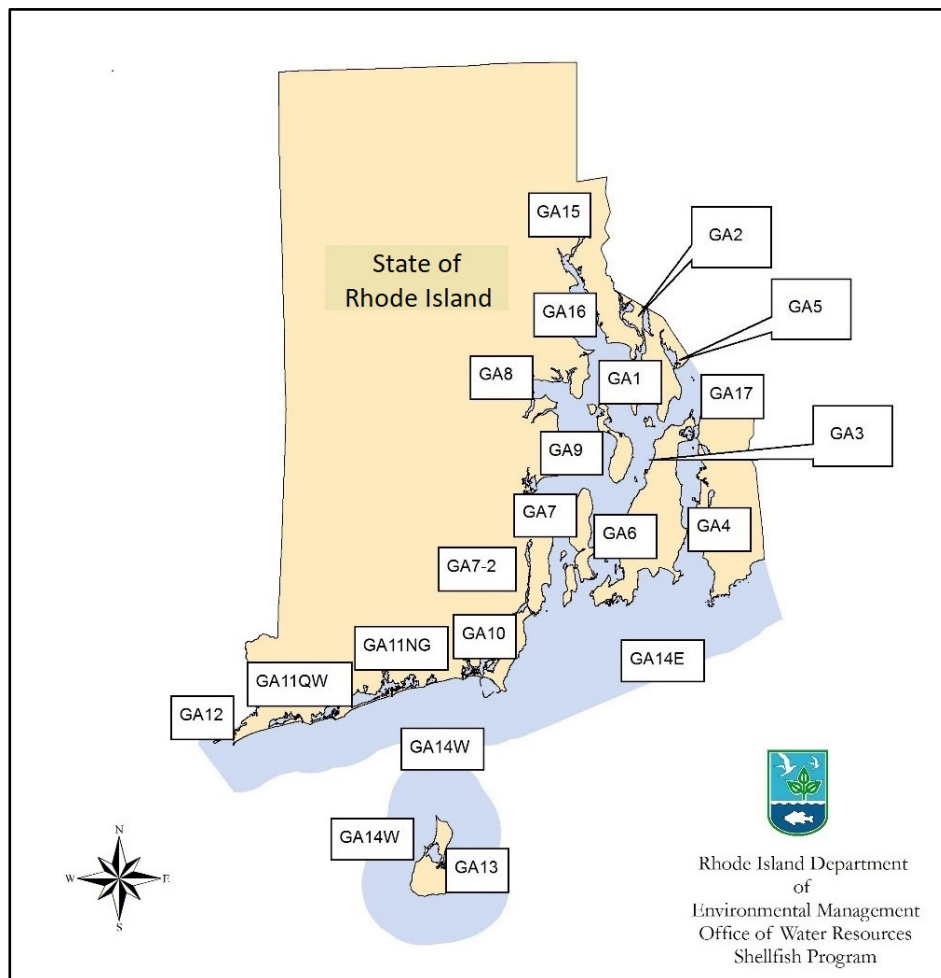 GA15
GA2
State of
Rhode Island
GA16
GA5
GA8
GA1
GA17
GA3
GA9
GA7
GA6
GA4
GA7-2
GA10
GA11NG
GA14E
GA11QW
GA12
GA14W
GA14W
GA13
N
W
E
S
Rhode Island Department
of
Environmental Management
Office of Water Resources
Shellfish Program